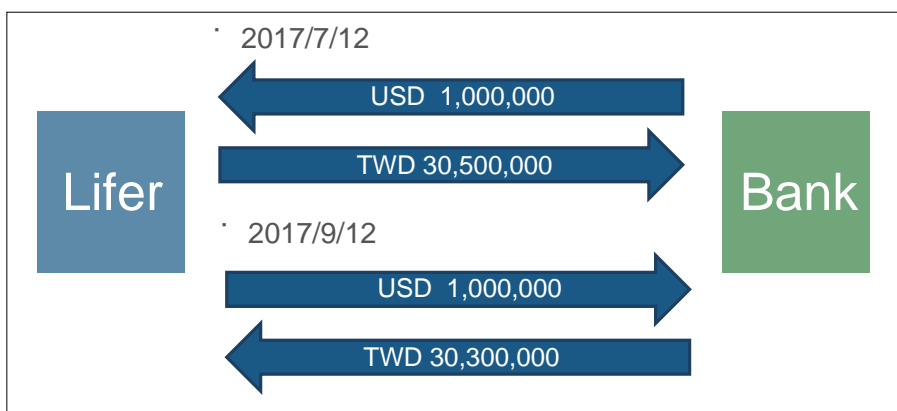 · 2017/7/12
USD 1,000,000
TWD 30,500,000
Lifer
Bank
· 2017/9/12
USD 1,000,000
TWD 30,300,000